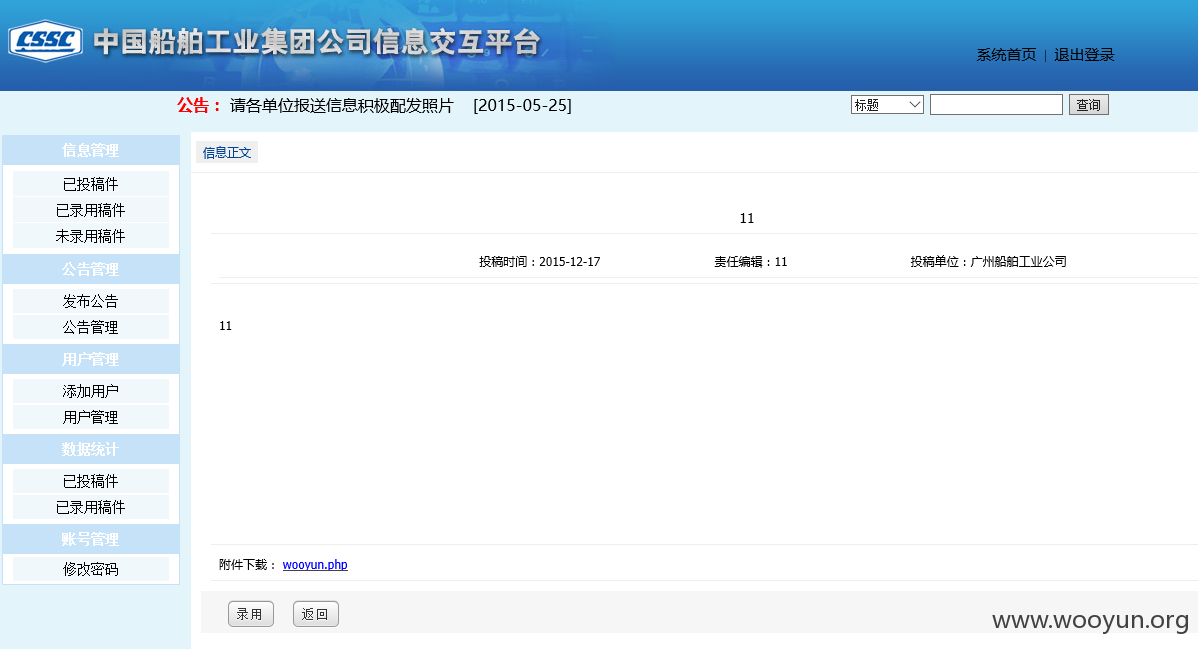 CSSC 中国船舶工业集团公司信息交互平台
系统首页 | 退出登录
公告： 请各单位报送信息积极配发照片 [2015-05-25]
标题 查询
信息管理
已投稿件
已录用稿件
未录用稿件
公告管理
发布公告
公告管理
用户管理
添加用户
用户管理
数据统计
已投稿件
已录用稿件
账号管理
修改密码
信息正文
11
投稿时间：2015-12-17 责任编辑：11 投稿单位：广州船舶工业公司
11
附件下载： wooyun.php
录用 返回
www.wooyun.org